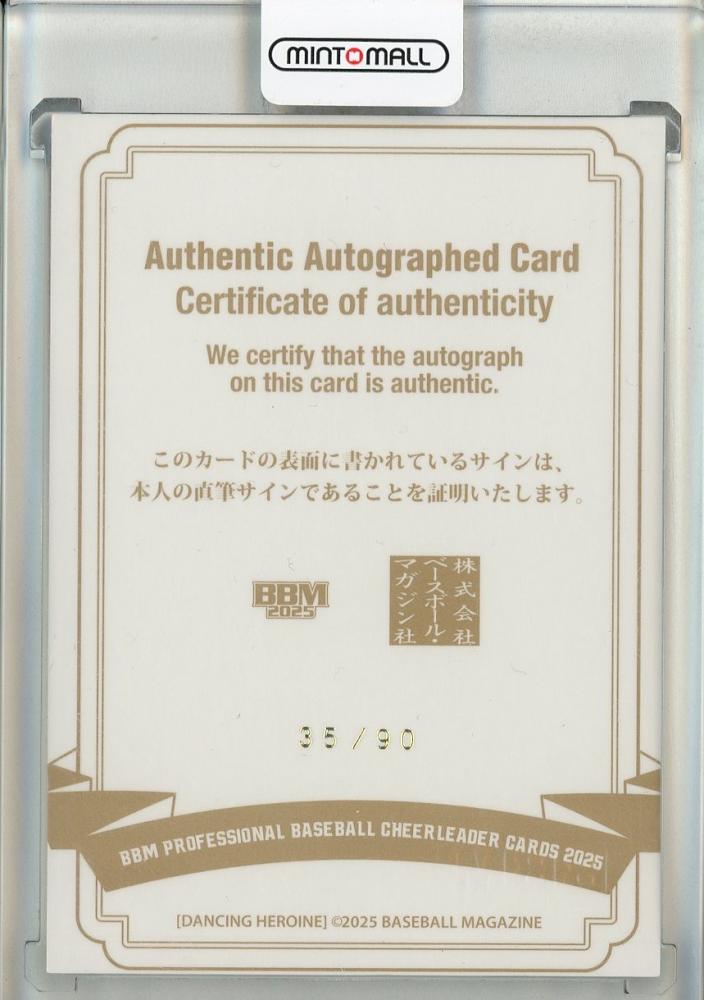 MINTMALL
Authentic Autographed Card
Certificate of authenticity
We certify that the autograph
on this card is authentic.
このカードの表面に書かれているサインは、
本人の直筆サインであることを証明いたします。
BBM
2025
株式会社
ベースボール・
マガジン社
35/90
BBM PROFESSIONAL BASEBALL CHEERLEADER CARDS 2025
[DANCING HEROINE] ©2025 BASEBALL MAGAZINE